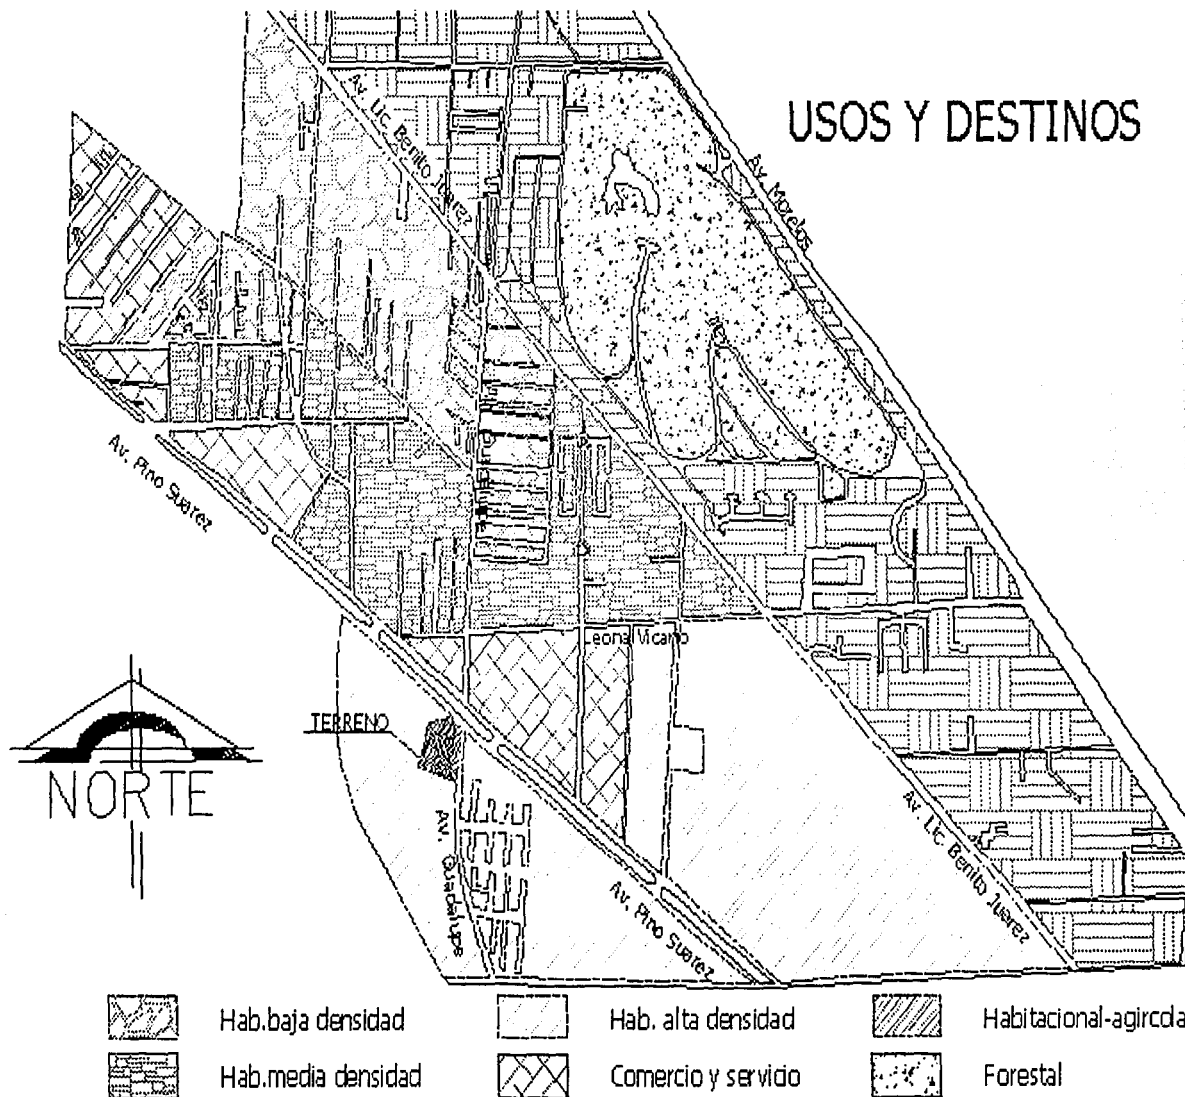 USOS Y DESTINOS
Av. Lic. Benito Juarez
Av. Morelos
Av. Pino Suarez
Leona Vicario
TERRENO
NORTE
Av. Guadalupe
Av. Pino Suarez
Av. Lic. Benito Juarez
Hab.baja densidad
Hab. alta densidad
Habitacional-agircola
Hab.media densidad
Comercio y servicio
Forestal